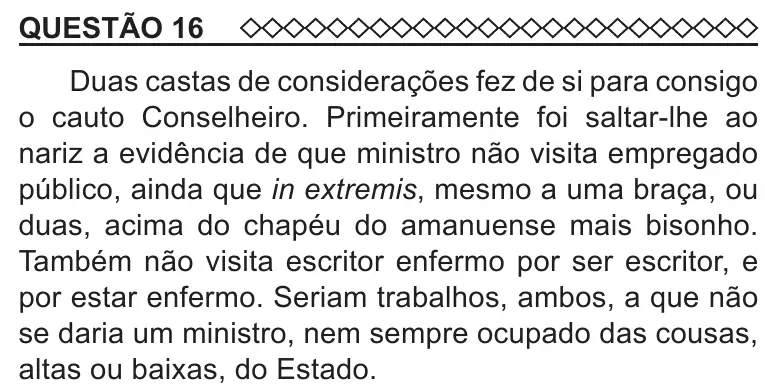 QUESTÃO 16
Duas castas de considerações fez de si para consigo
o cauto Conselheiro. Primeiramente foi saltar-lhe ao
nariz a evidência de que ministro não visita empregado
público, ainda que in extremis, mesmo a uma braça, ou
duas, acima do chapéu do amanuense mais bisonho.
Também não visita escritor enfermo por ser escritor, e
por estar enfermo. Seriam trabalhos, ambos, a que não
se daria um ministro, nem sempre ocupado das cousas,
altas ou baixas, do Estado.